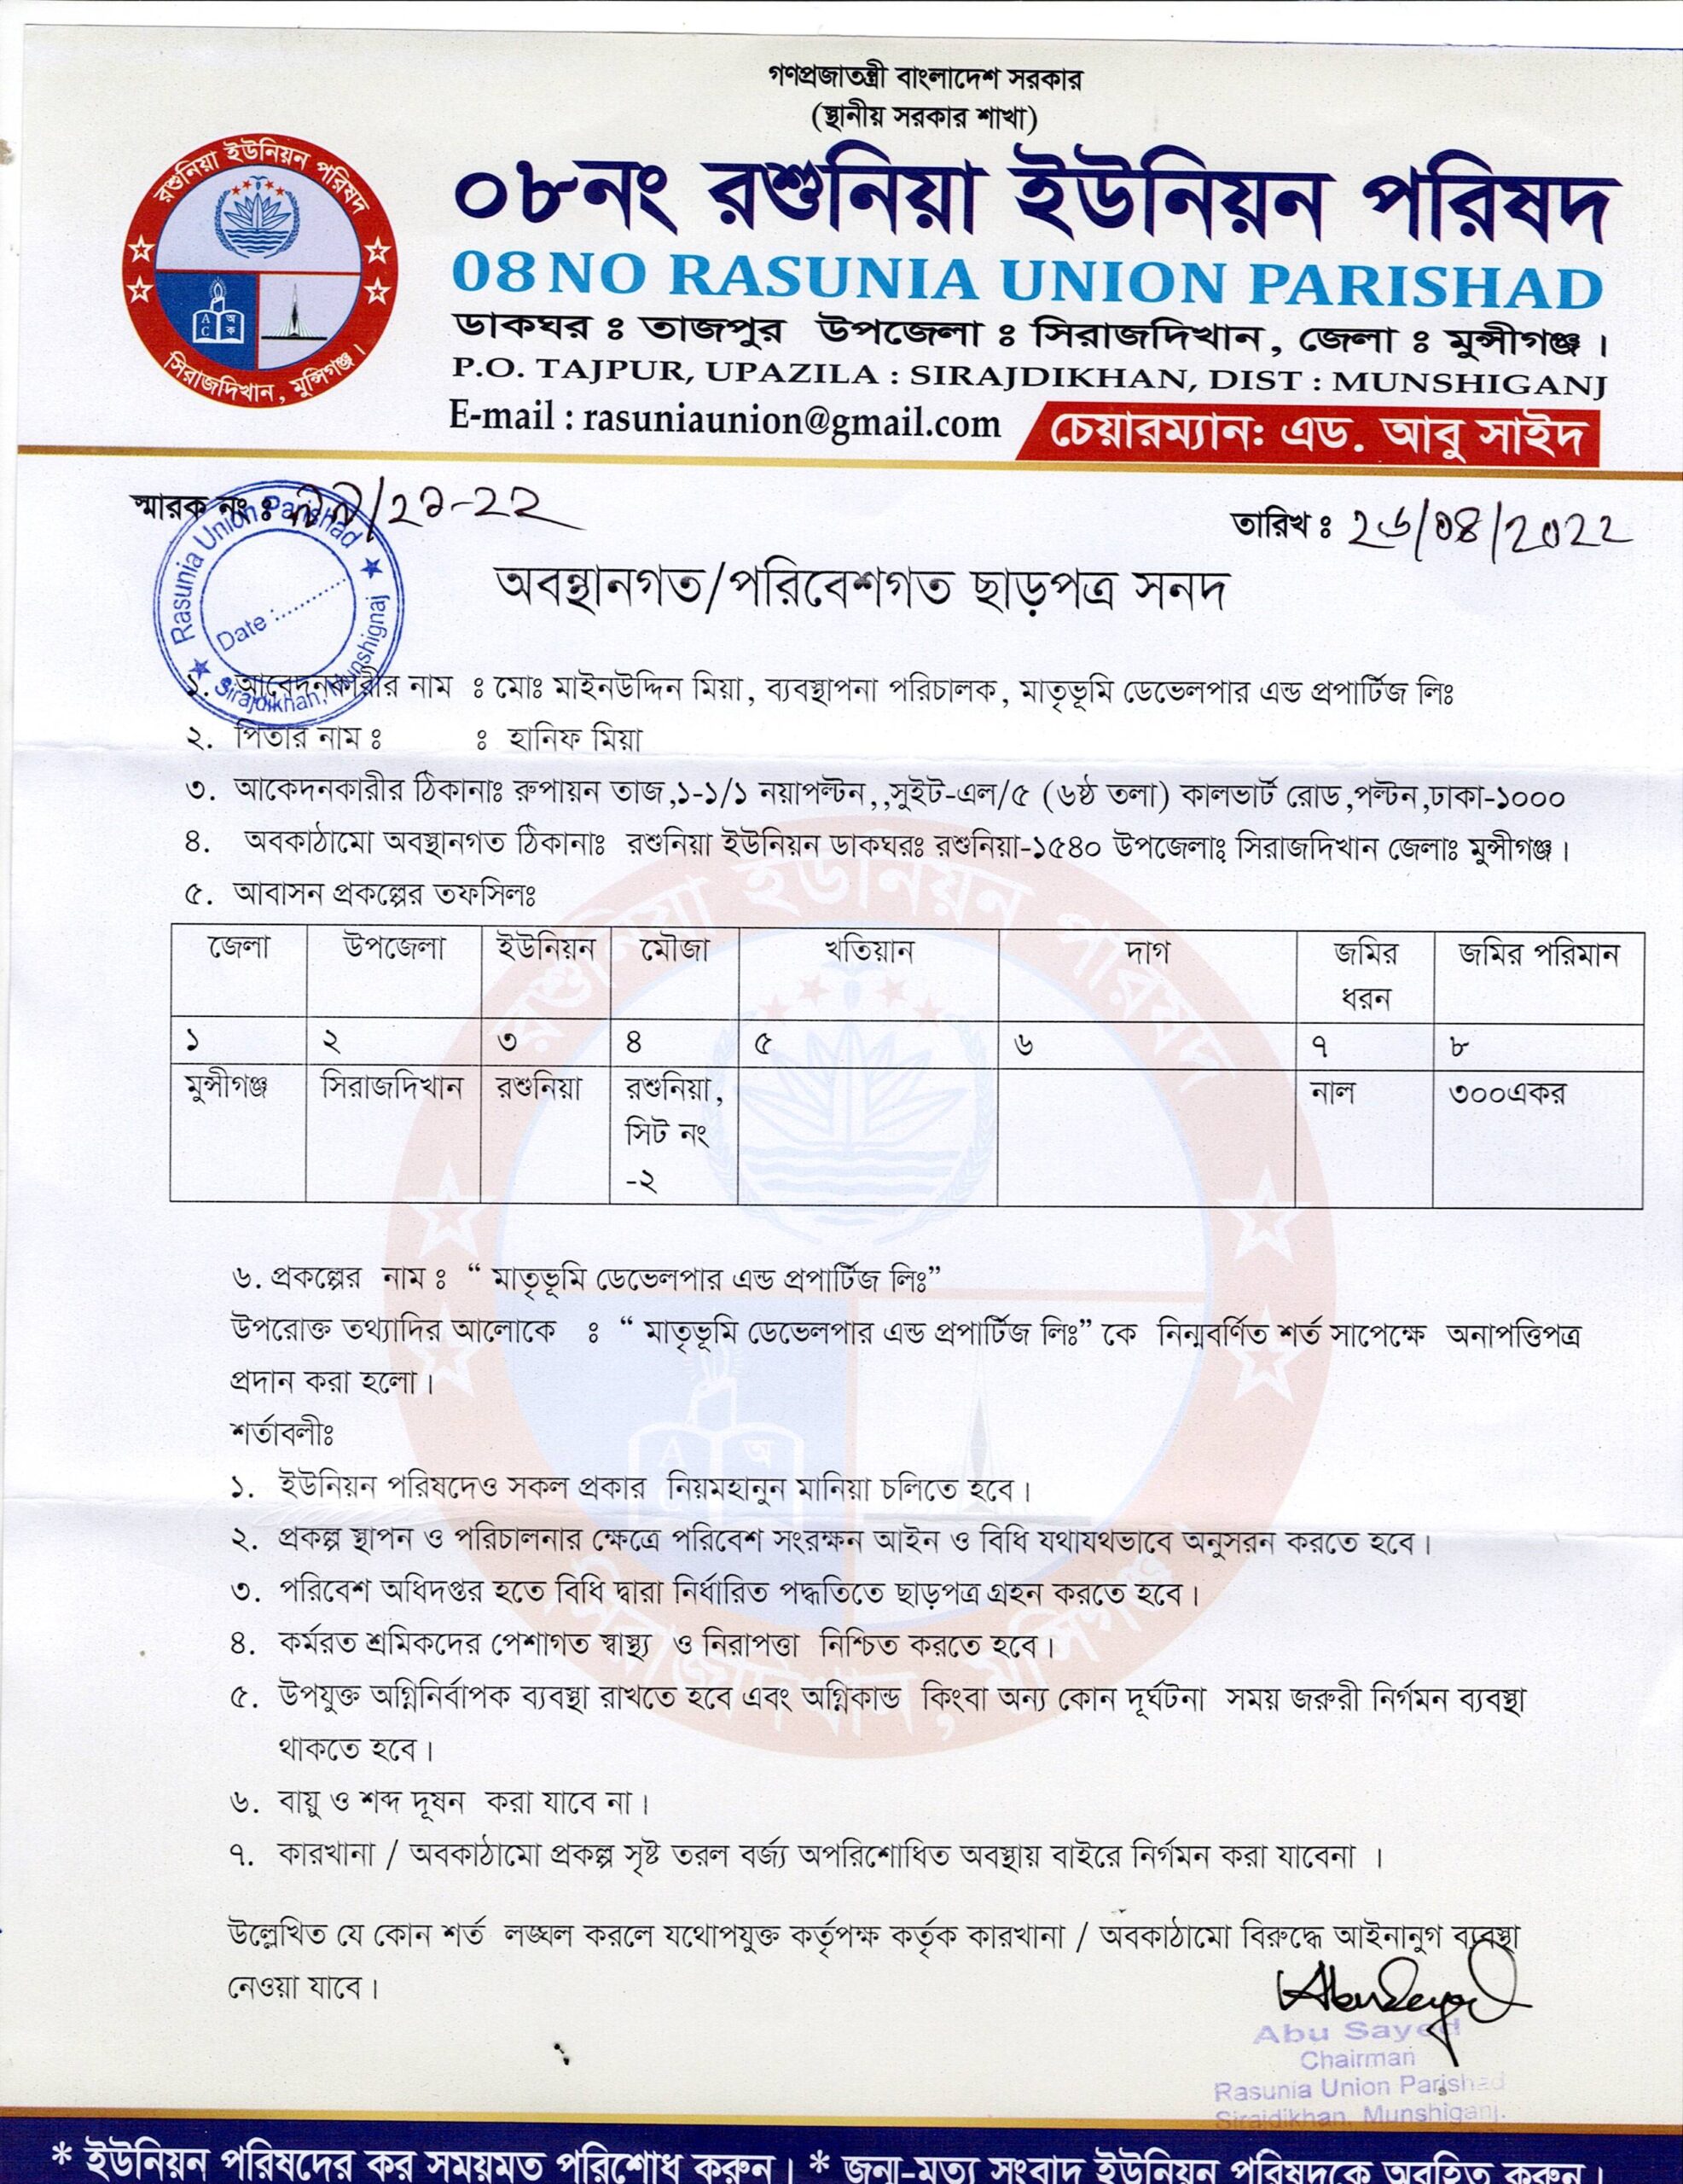 গণপ্রজাতন্ত্রী বাংলাদেশ সরকার
(স্থানীয় সরকার শাখা)
রশুনিয়া ইউনিয়ন পরিষদ
সিরাজদিখান, মুন্সিগঞ্জ।
০৮নং রশুনিয়া ইউনিয়ন পরিষদ
08 NO RASUNIA UNION PARISHAD
ডাকঘর ঃ তাজপুর উপজেলা ঃ সিরাজদিখান, জেলা ঃ মুন্সীগঞ্জ।
P.O. TAJPUR, UPAZILA : SIRAJDIKHAN, DIST : MUNSHIGANJ
E-mail : rasuniaunion@gmail.com চেয়ারম্যান: এড. আবু সাইদ
স্মারক নং ঃ /২১-২২ তারিখ ঃ ২৬/০৪/২০২২
Rasunia Union Parishad
Date :..........
Sirajdikhan, Munshignaj
অবস্থানগত/পরিবেশগত ছাড়পত্র সনদ
১. আবেদনকারীর নাম ঃ মোঃ মাইনউদ্দিন মিয়া, ব্যবস্থাপনা পরিচালক, মাতৃভূমি ডেভেলপার এন্ড প্রপার্টিজ লিঃ
২. পিতার নাম ঃ ঃ হানিফ মিয়া
৩. আকেদনকারীর ঠিকানাঃ রুপায়ন তাজ,১-১/১ নয়াপল্টন,,সুইট-এল/৫ (৬ষ্ঠ তলা) কালভার্ট রোড,পল্টন,ঢাকা-১০০০
৪. অবকাঠামো অবস্থানগত ঠিকানাঃ রশুনিয়া ইউনিয়ন ডাকঘরঃ রশুনিয়া-১৫৪০ উপজেলাঃ সিরাজদিখান জেলাঃ মুন্সীগঞ্জ।
৫. আবাসন প্রকল্পের তফসিলঃ
জেলা উপজেলা ইউনিয়ন মৌজা খতিয়ান দাগ জমির ধরন জমির পরিমান
১ ২ ৩ ৪ ৫ ৬ ৭ ৮
মুন্সীগঞ্জ সিরাজদিখান রশুনিয়া রশুনিয়া, নাল ৩০০একর
সিট নং
-২
৬. প্রকল্পের নাম ঃ “ মাতৃভূমি ডেভেলপার এন্ড প্রপার্টিজ লিঃ”
উপরোক্ত তথ্যাদির আলোকে ঃ “ মাতৃভূমি ডেভেলপার এন্ড প্রপার্টিজ লিঃ” কে নিন্মবর্ণিত শর্ত সাপেক্ষে অনাপত্তিপত্র
প্রদান করা হলো।
শর্তাবলীঃ
১. ইউনিয়ন পরিষদেও সকল প্রকার নিয়মহানুন মানিয়া চলিতে হবে।
২. প্রকল্প স্থাপন ও পরিচালনার ক্ষেত্রে পরিবেশ সংরক্ষন আইন ও বিধি যথাযথভাবে অনুসরন করতে হবে।
৩. পরিবেশ অধিদপ্তর হতে বিধি দ্বারা নির্ধারিত পদ্ধতিতে ছাড়পত্র গ্রহন করতে হবে।
৪. কর্মরত শ্রমিকদের পেশাগত স্বাস্থ্য ও নিরাপত্তা নিশ্চিত করতে হবে।
৫. উপযুক্ত অগ্নিনির্বাপক ব্যবস্থা রাখতে হবে এবং অগ্নিকান্ড কিংবা অন্য কোন দূর্ঘটনা সময় জরুরী নির্গমন ব্যবস্থা
থাকতে হবে।
৬. বায়ু ও শব্দ দূষন করা যাবে না।
৭. কারখানা / অবকাঠামো প্রকল্প সৃষ্ট তরল বর্জ্য অপরিশোধিত অবস্থায় বাইরে নির্গমন করা যাবেনা ।
উল্লেখিত যে কোন শর্ত লঙ্ঘল করলে যথোপযুক্ত কর্তৃপক্ষ কর্তৃক কারখানা / অবকাঠামো বিরুদ্ধে আইনানুগ ব্যবস্থা
নেওয়া যাবে।
Abu Sayed
Chairman
Rasunia Union Parishad
Sirajdikhan, Munshiganj.
* ইউনিয়ন পরিষদের কর সময়মত পরিশোধ করুন। * জন্ম-মৃত্যু সংবাদ ইউনিয়ন পরিষদকে অবহিত করুন।